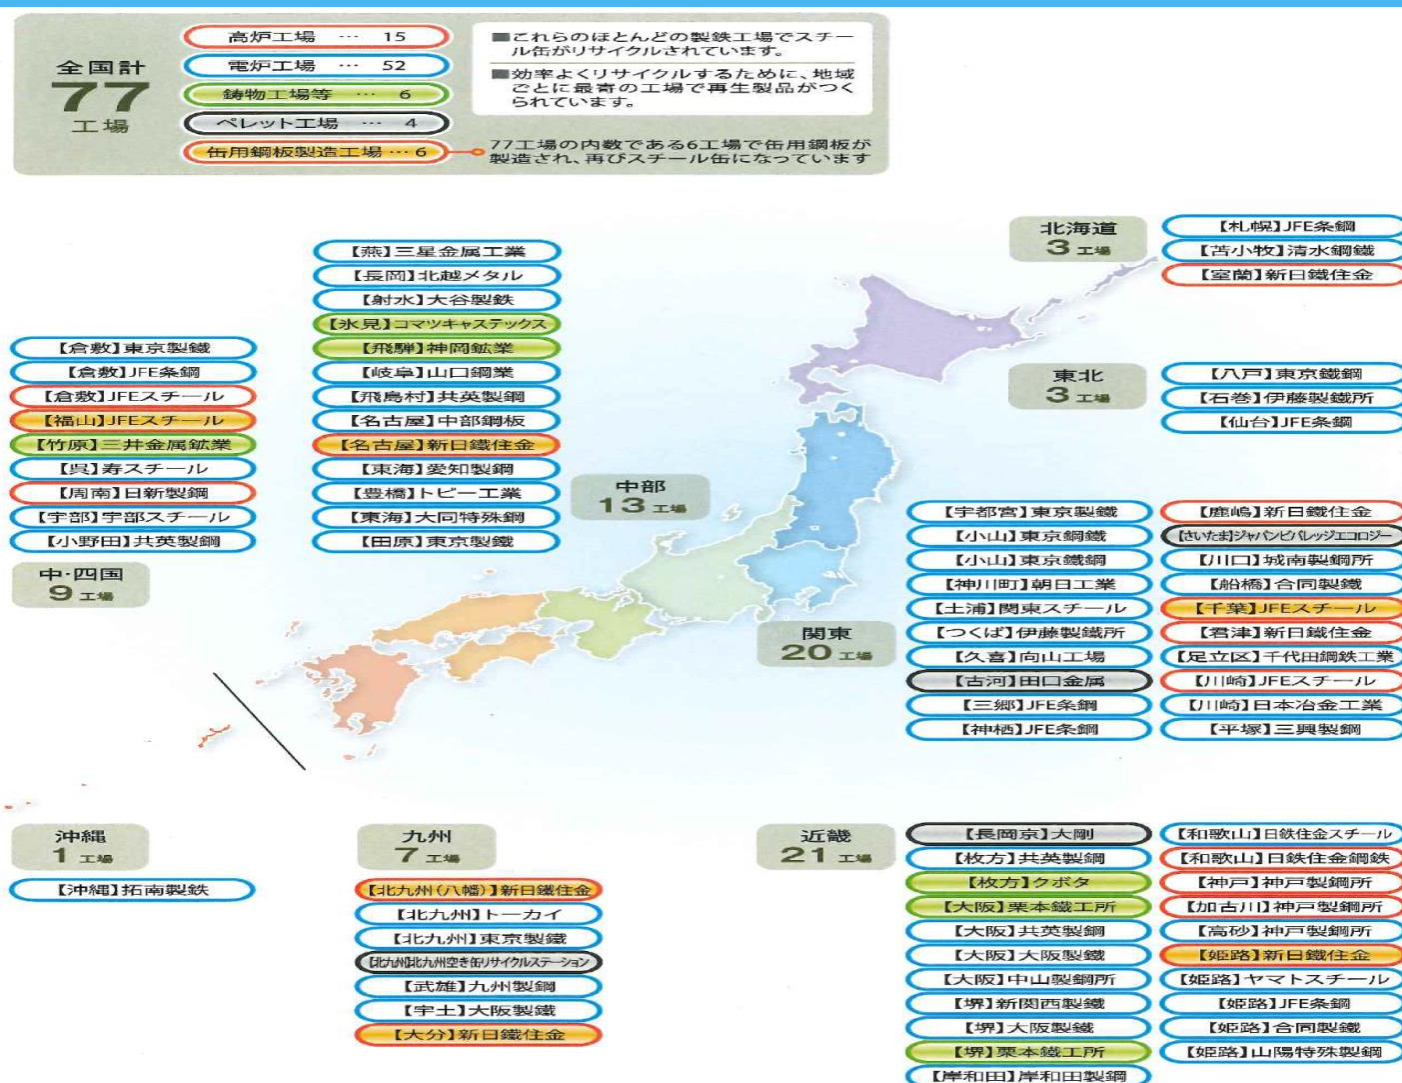 全国計
77
工場
高炉工場 … 15
電炉工場 … 52
鋳物工場等 … 6
ペレット工場 … 4
缶用鋼板製造工場 … 6
■これらのほとんどの製鉄工場でスチー
ル缶がリサイクルされています。
■効率よくリサイクルするために、地域
ごとに最寄の工場で再生製品がつく
られています。
77工場の内数である6工場で缶用鋼板が
製造され、再びスチール缶になっています
北海道
3 工場
【札幌】JFE条鋼
【苫小牧】清水鋼鐵
【室蘭】新日鐵住金
東北
3 工場
【八戸】東京鐵鋼
【石巻】伊藤製鐵所
【仙台】JFE条鋼
【燕】三星金属工業
【長岡】北越メタル
【射水】大谷製鉄
【氷見】コマツキャステックス
【飛騨】神岡鉱業
【岐阜】山口鋼業
【飛島村】共英製鋼
【名古屋】中部鋼板
【名古屋】新日鐵住金
【東海】愛知製鋼
【豊橋】トピー工業
【東海】大同特殊鋼
【田原】東京製鐵
中部
13 工場
【倉敷】東京製鐵
【倉敷】JFE条鋼
【倉敷】JFEスチール
【福山】JFEスチール
【竹原】三井金属鉱業
【呉】寿スチール
【周南】日新製鋼
【宇部】宇部スチール
【小野田】共英製鋼
中・四国
9 工場
関東
20 工場
【宇都宮】東京製鐵
【小山】東京鋼鐵
【小山】東京鐵鋼
【神川町】朝日工業
【土浦】関東スチール
【つくば】伊藤製鐵所
【久喜】向山工場
【古河】田口金属
【三郷】JFE条鋼
【神栖】JFE条鋼
【鹿嶋】新日鐵住金
【さいたま】ジャパンビバレッジエコロジー
【川口】城南製鋼所
【船橋】合同製鐵
【千葉】JFEスチール
【君津】新日鐵住金
【足立区】千代田鋼鉄工業
【川崎】JFEスチール
【川崎】日本冶金工業
【平塚】三興製鋼
沖縄
1 工場
【沖縄】拓南製鉄
九州
7 工場
【北九州(八幡)】新日鐵住金
【北九州】トーカイ
【北九州】東京製鐵
【北九州】北九州空き缶リサイクルステーション
【武雄】九州製鋼
【宇土】大阪製鐵
【大分】新日鐵住金
近畿
21 工場
【長岡京】大剛
【枚方】共英製鋼
【枚方】クボタ
【大阪】栗本鐵工所
【大阪】共英製鋼
【大阪】大阪製鐵
【大阪】中山製鋼所
【堺】新関西製鐵
【堺】大阪製鐵
【堺】栗本鐵工所
【岸和田】岸和田製鋼
【和歌山】日鉄住金スチール
【和歌山】日鉄住金鋼鉄
【神戸】神戸製鋼所
【加古川】神戸製鋼所
【高砂】神戸製鋼所
【姫路】新日鐵住金
【姫路】ヤマトスチール
【姫路】JFE条鋼
【姫路】合同製鐵
【姫路】山陽特殊製鋼